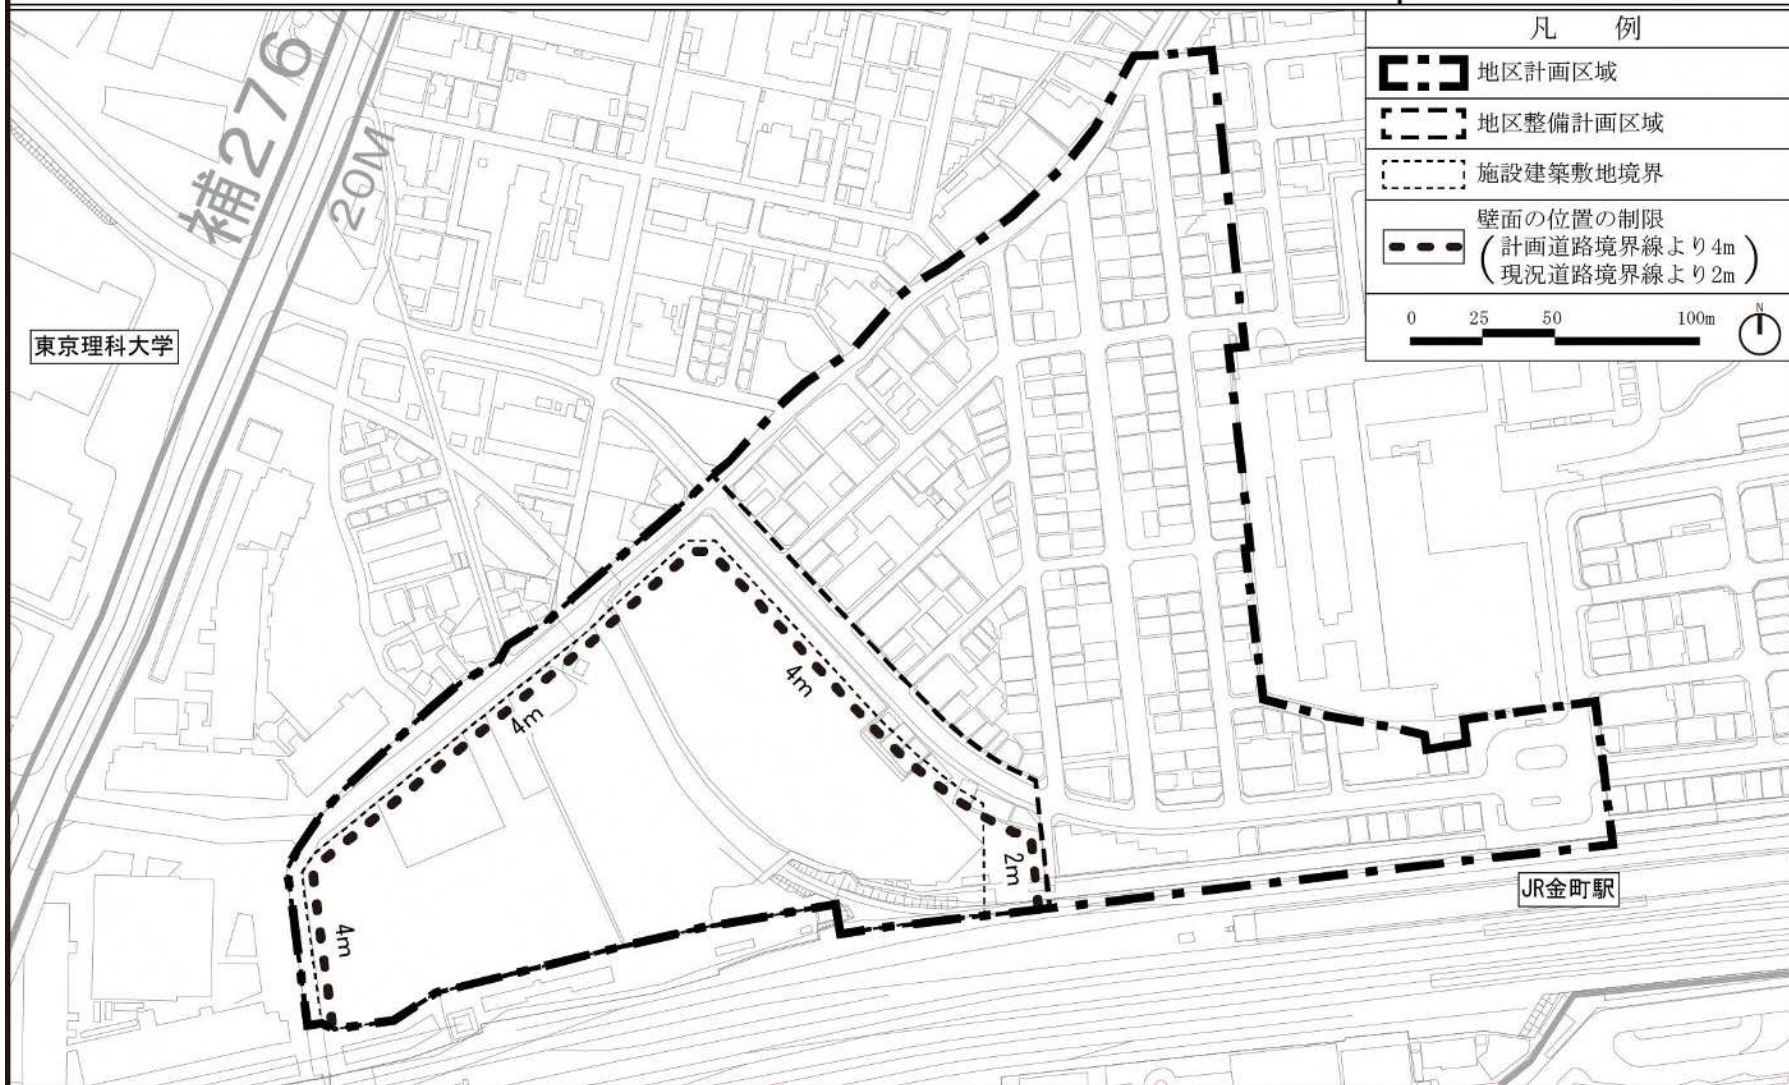 凡 例
地区計画区域
地区整備計画区域
施設建築敷地境界
壁面の位置の制限
(計画道路境界線より4m
現況道路境界線より2m)
0 25 50 100m
N
補276
20M
東京理科大学
4m
4m
2m
4m
JR金町駅